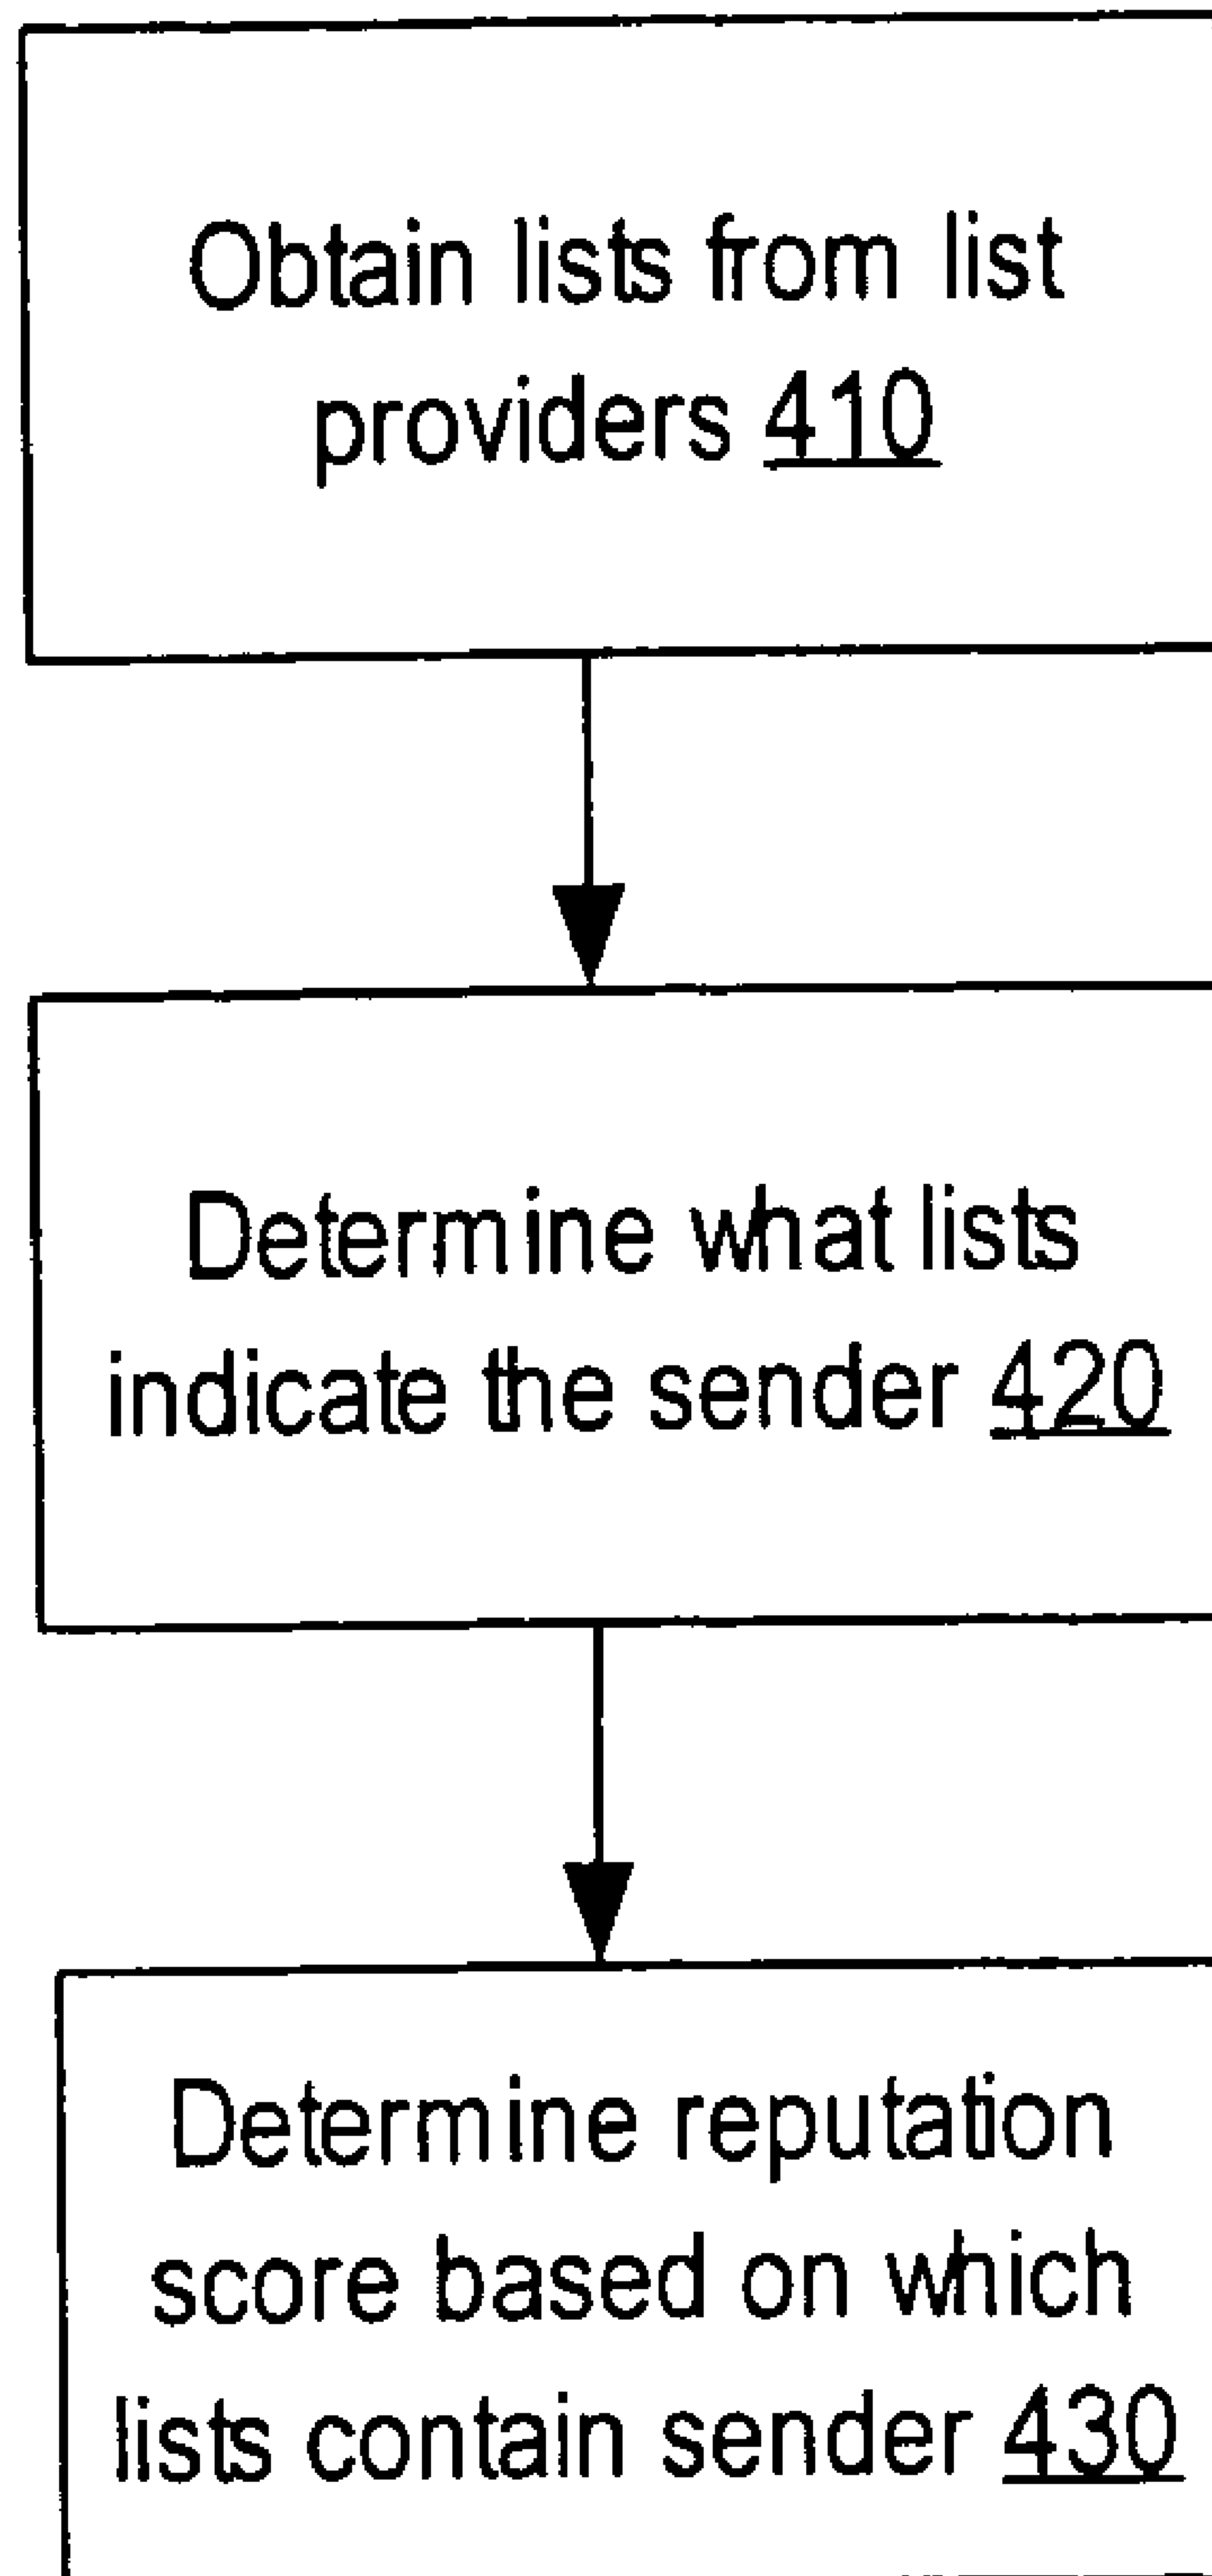 Obtain lists from list
providers 410
Determine what lists
indicate the sender 420
Determine reputation
score based on which
lists contain sender 430